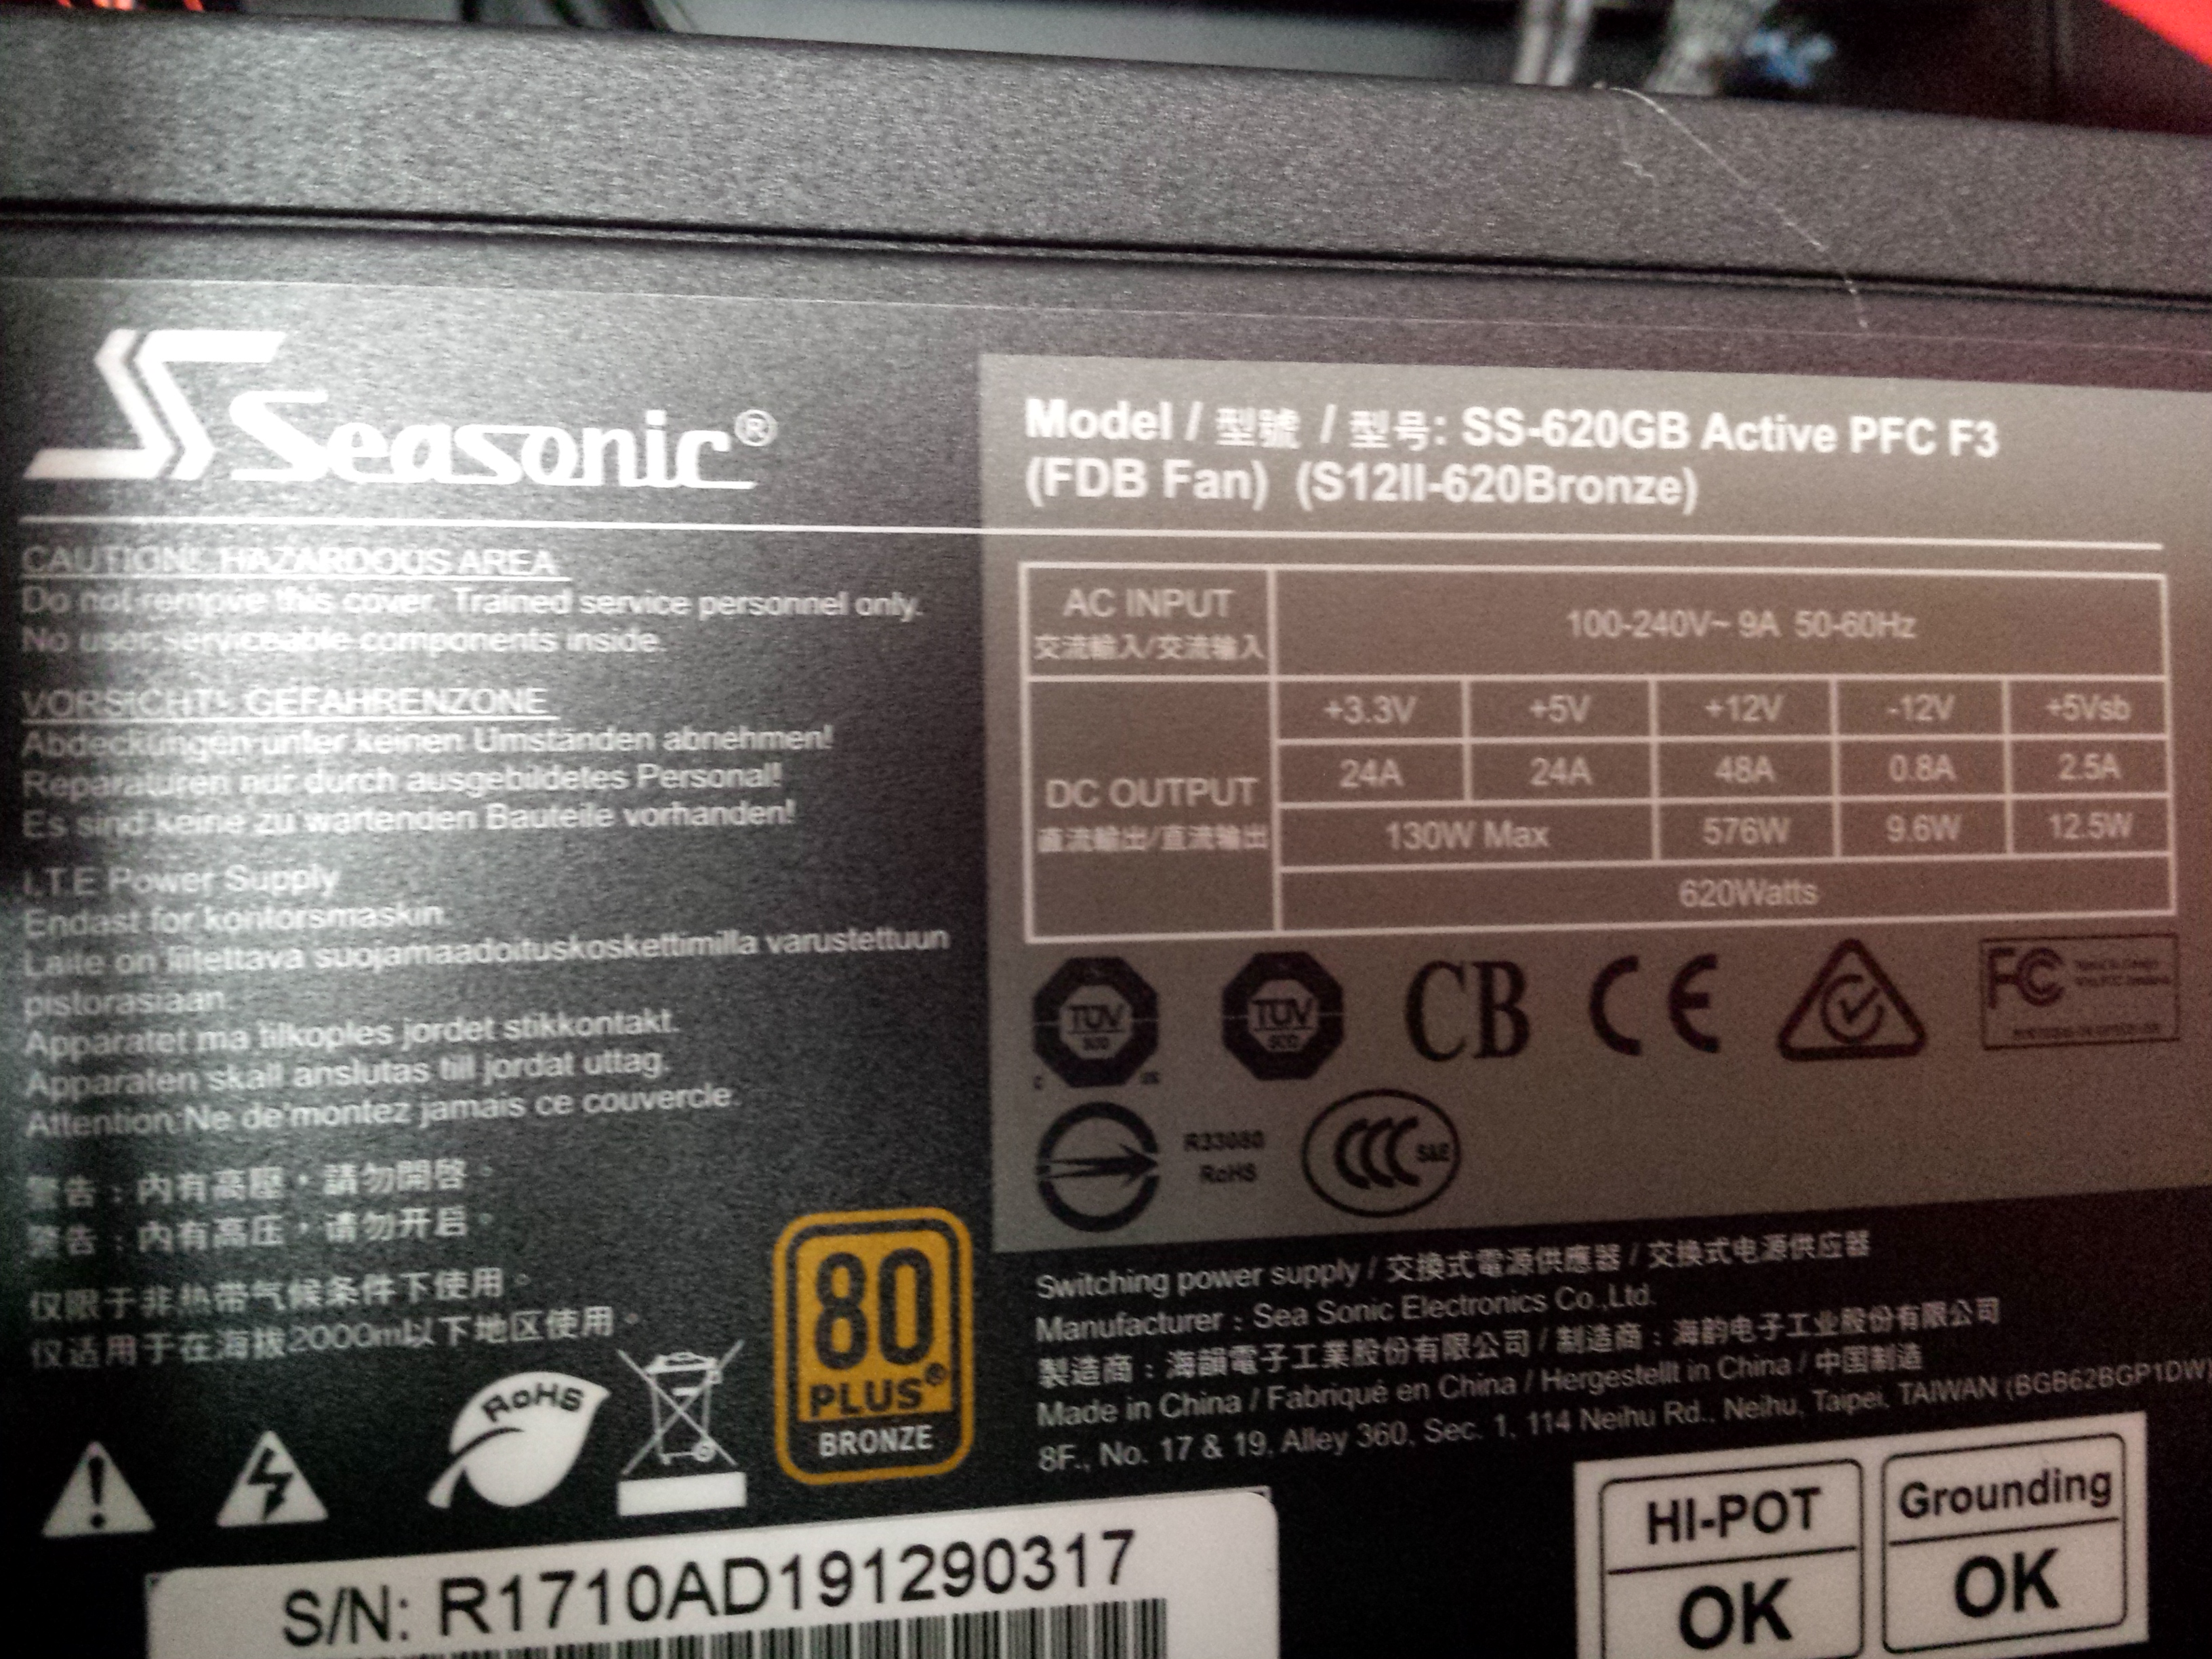 Seasonic®
CAUTION! HAZARDOUS AREA
Do not remove this cover. Trained service personnel only.
No user serviceable components inside.
VORSICHT! GEFAHRENZONE
Abdeckungen unter keinen Umständen abnehmen!
Reparaturen nur durch ausgebildetes Personal!
Es sind keine zu wartenden Bauteile vorhanden!
I.T.E Power Supply
Endast for kontorsmaskin.
Laite on liitettava suojamaadoituskoskettimilla varustettuun
pistorasiaan.
Apparatet ma tilkoples jordet stikkontakt.
Apparaten skall anslutas till jordat uttag.
Attention:Ne de'montez jamais ce couvercle.
警告：內有高壓，請勿開啓。
警告：内有高压，请勿开启。
仅限于非热带气候条件下使用。
仅适用于在海拔2000m以下地区使用。
RoHS
80
PLUS®
BRONZE
Model / 型號 / 型号: SS-620GB Active PFC F3
(FDB Fan) (S12II-620Bronze)
AC INPUT
交流輸入/交流输入
100-240V~ 9A 50-60Hz
DC OUTPUT
直流輸出/直流输出
+3.3V +5V +12V -12V +5Vsb
24A 24A 48A 0.8A 2.5A
130W Max 576W 9.6W 12.5W
620Watts
TÜV TÜV CB CE FC
R33080
RoHS
CCC S&E
Switching power supply / 交換式電源供應器 / 交換式电源供应器
Manufacturer : Sea Sonic Electronics Co.,Ltd.
製造商：海韻電子工業股份有限公司 / 制造商：海韵电子工业股份有限公司
Made in China / Fabriqué en China / Hergestellt in China / 中国制造
8F., No. 17 & 19, Alley 360, Sec. 1, 114 Neihu Rd., Neihu, Taipei, TAIWAN (BGB62BGP1DW
S/N: R1710AD191290317
HI-POT
OK
Grounding
OK